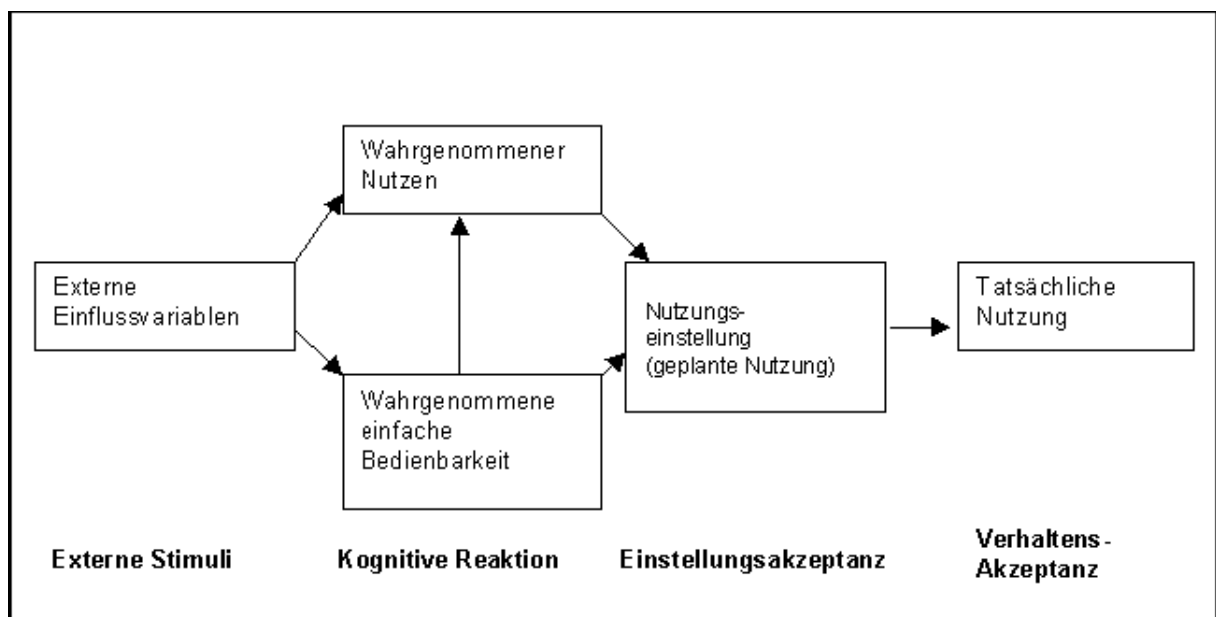 Wahrgenommener
Nutzen
Externe
Einflussvariablen
Nutzungs-
einstellung
(geplante Nutzung)
Tatsächliche
Nutzung
Wahrgenommene
einfache
Bedienbarkeit
Externe Stimuli
Kognitive Reaktion
Einstellungsakzeptanz
Verhaltens-
Akzeptanz